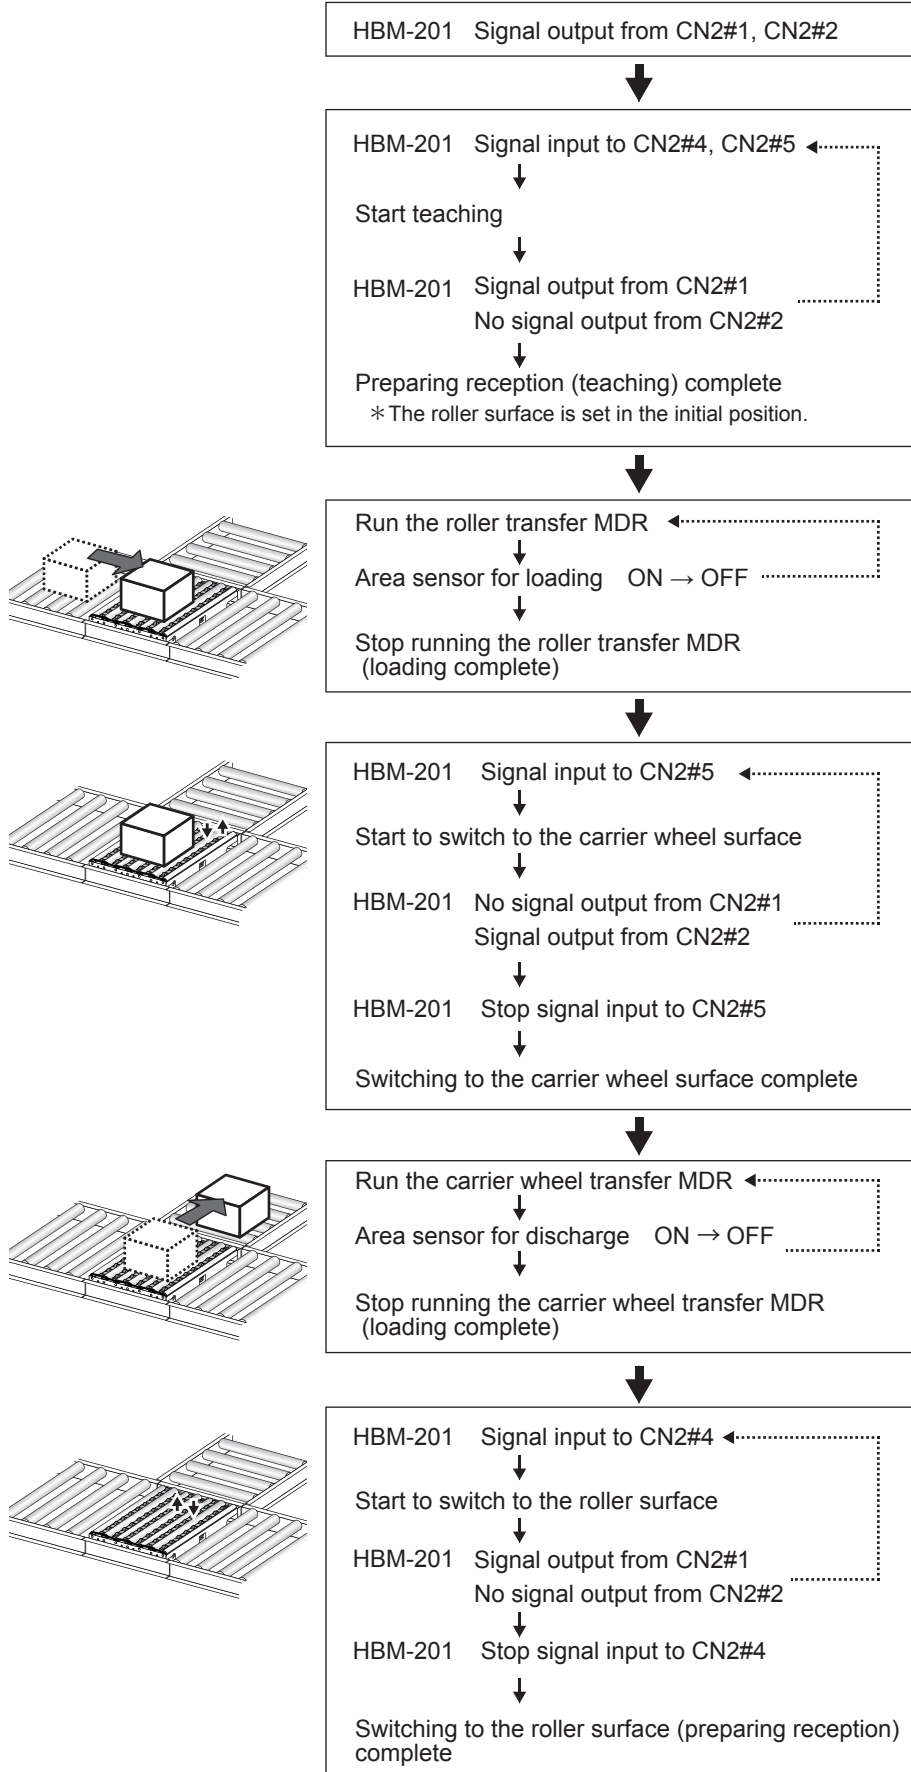 HBM-201 Signal output from CN2#1, CN2#2
HBM-201 Signal input to CN2#4, CN2#5
Start teaching
HBM-201 Signal output from CN2#1
No signal output from CN2#2
Preparing reception (teaching) complete
＊The roller surface is set in the initial position.
Run the roller transfer MDR
Area sensor for loading ON → OFF
Stop running the roller transfer MDR
(loading complete)
HBM-201 Signal input to CN2#5
Start to switch to the carrier wheel surface
HBM-201 No signal output from CN2#1
Signal output from CN2#2
HBM-201 Stop signal input to CN2#5
Switching to the carrier wheel surface complete
Run the carrier wheel transfer MDR
Area sensor for discharge ON → OFF
Stop running the carrier wheel transfer MDR
(loading complete)
HBM-201 Signal input to CN2#4
Start to switch to the roller surface
HBM-201 Signal output from CN2#1
No signal output from CN2#2
HBM-201 Stop signal input to CN2#4
Switching to the roller surface (preparing reception)
complete